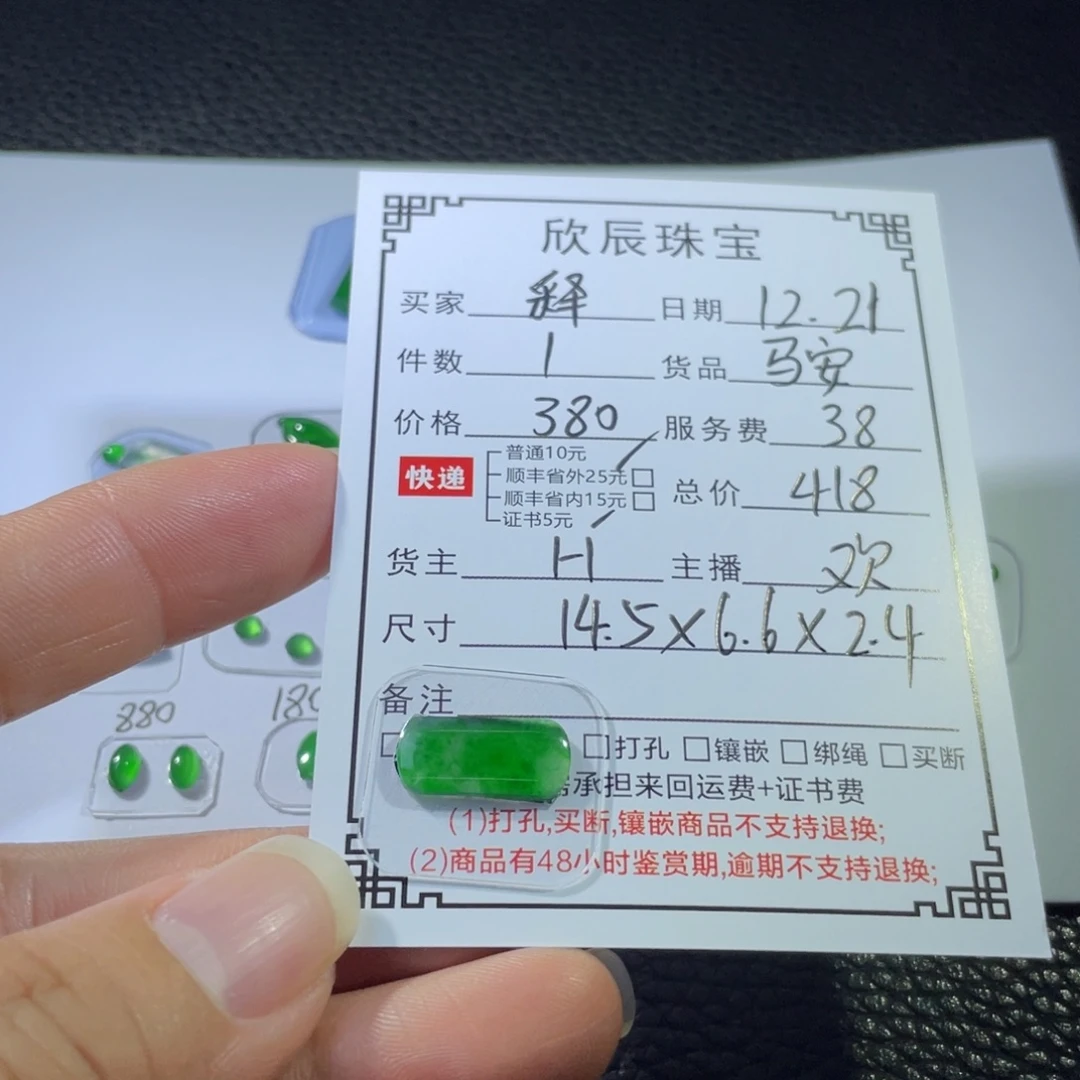 欣辰珠宝
买家 释 日期 12.21
件数 1 货品 马安
价格 380 服务费 38
快递
普通10元
顺丰省外25元
顺丰省内15元
证书5元
总价 418
货主 H 主播 欢
尺寸 14.5×6.6×2.4
备注
打孔 镶嵌 绑绳 买断
承担来回运费+证书费
(1)打孔,买断,镶嵌商品不支持退换;
(2)商品有48小时鉴赏期,逾期不支持退换;
880
180